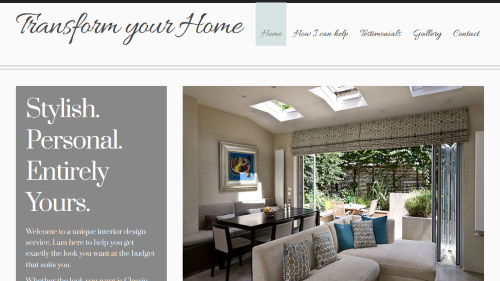 Transform your Home
Home How I can help Testimonials Gallery Contact
Stylish.
Personal.
Entirely
Yours.
Welcome to a unique interior design
service. I am here to help you get
exactly the look you want at the budget
that suits you.
Whether the look you want is Classic